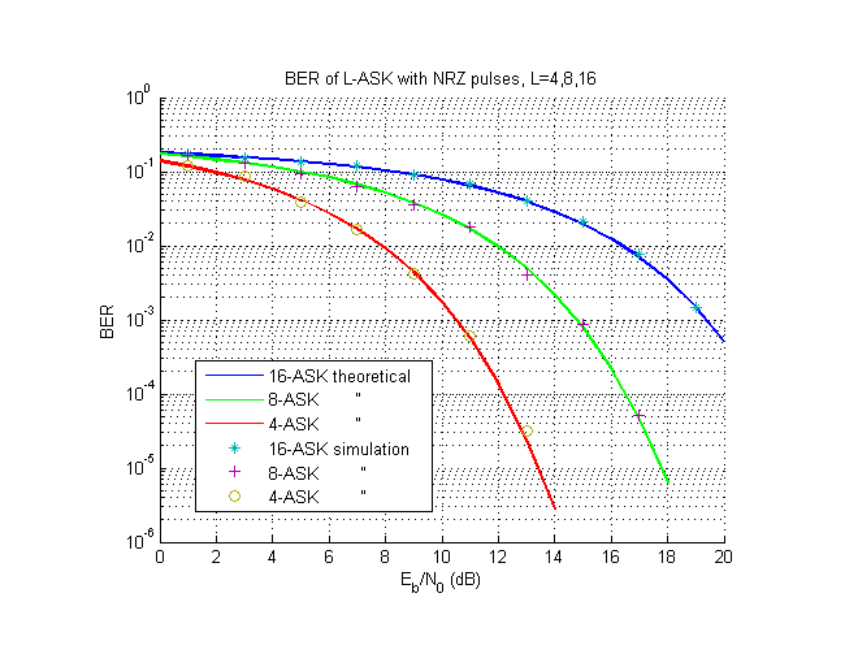 BER of L-ASK with NRZ pulses, L=4,8,16
10^0
10^-1
10^-2
10^-3
10^-4
10^-5
10^-6
BER
16-ASK theoretical
8-ASK "
4-ASK "
16-ASK simulation
8-ASK "
4-ASK "
0 2 4 6 8 10 12 14 16 18 20
E_b/N_0 (dB)